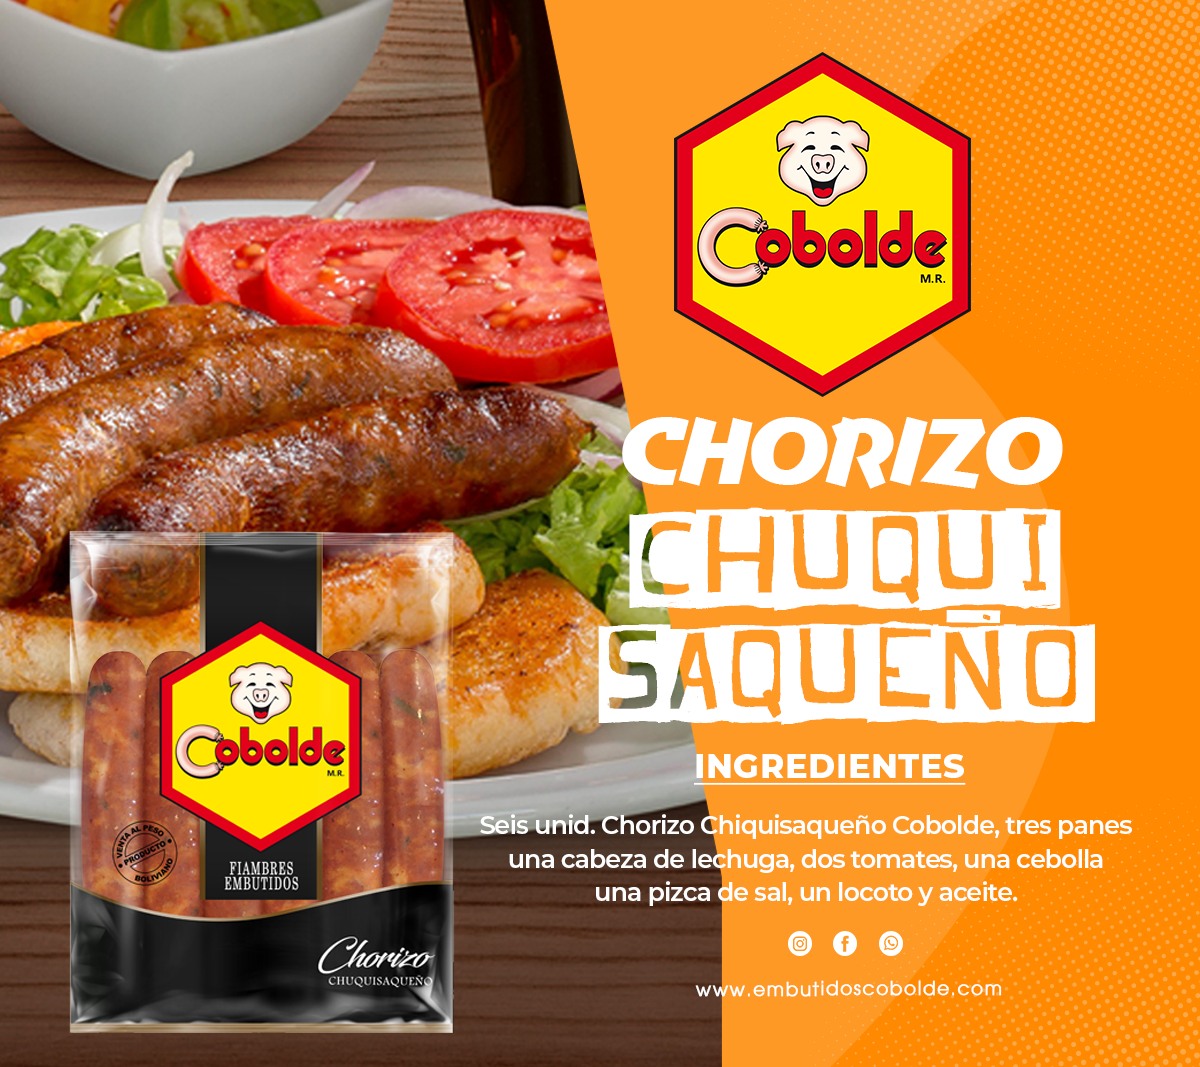 Cobolde
M.R.
CHORIZO
CHUQUI
SAQUEÑO
INGREDIENTES
Seis unid. Chorizo Chiquisaqueño Cobolde, tres panes
una cabeza de lechuga, dos tomates, una cebolla
una pizca de sal, un locoto y aceite.
www.embutidoscobolde.com
Cobolde
M.R.
VENTA AL PESO
PRODUCTO
BOLIVIANO
FIAMBRES
EMBUTIDOS
Chorizo
CHUQUISAQUEÑO